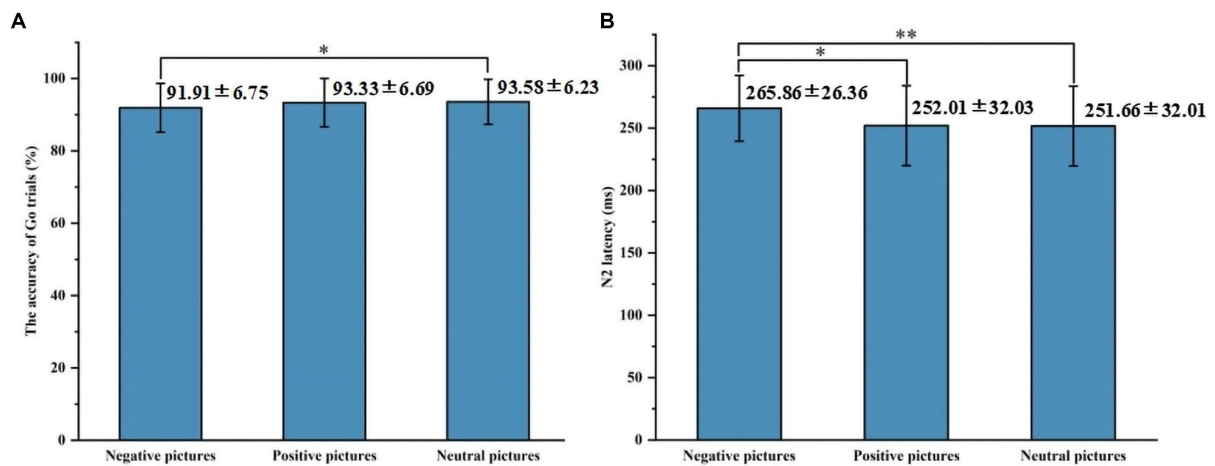 A
The accuracy of Go trials (%)
100
80
60
40
20
0
*
91.91±6.75
93.33±6.69
93.58±6.23
Negative pictures
Positive pictures
Neutral pictures
B
N2 latency (ms)
300
250
200
150
100
50
0
**
*
265.86±26.36
252.01±32.03
251.66±32.01
Negative pictures
Positive pictures
Neutral pictures